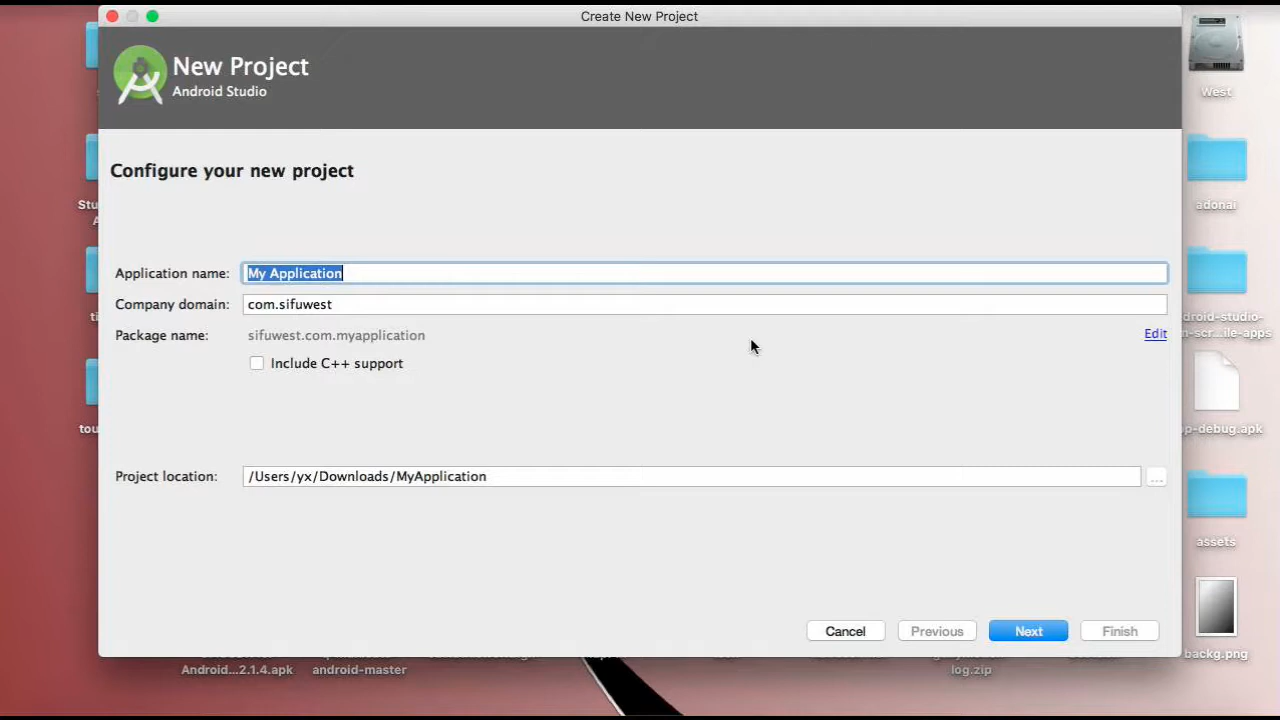 Create New Project
New Project
Android Studio
Configure your new project
Application name: My Application
Company domain: com.sifuwest
Package name: sifuwest.com.myapplication
Edit
Include C++ support
Project location: /Users/yx/Downloads/MyApplication
...
Cancel
Previous
Next
Finish
West
adonai
assets
backg.png
Android...2.1.4.apk
android-master
log.zip